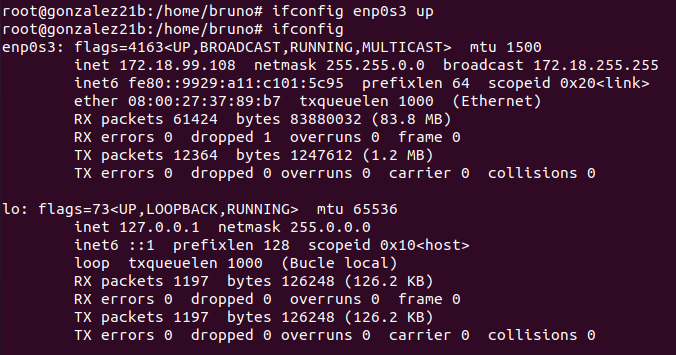 root@gonzalez21b:/home/bruno# ifconfig enp0s3 up
root@gonzalez21b:/home/bruno# ifconfig
enp0s3: flags=4163<UP,BROADCAST,RUNNING,MULTICAST>  mtu 1500
        inet 172.18.99.108  netmask 255.255.0.0  broadcast 172.18.255.255
        inet6 fe80::9929:a11:c101:5c95  prefixlen 64  scopeid 0x20<link>
        ether 08:00:27:37:89:b7  txqueuelen 1000  (Ethernet)
        RX packets 61424  bytes 83880032 (83.8 MB)
        RX errors 0  dropped 1  overruns 0  frame 0
        TX packets 12364  bytes 1247612 (1.2 MB)
        TX errors 0  dropped 0 overruns 0  carrier 0  collisions 0

lo: flags=73<UP,LOOPBACK,RUNNING>  mtu 65536
        inet 127.0.0.1  netmask 255.0.0.0
        inet6 ::1  prefixlen 128  scopeid 0x10<host>
        loop  txqueuelen 1000  (Bucle local)
        RX packets 1197  bytes 126248 (126.2 KB)
        RX errors 0  dropped 0  overruns 0  frame 0
        TX packets 1197  bytes 126248 (126.2 KB)
        TX errors 0  dropped 0 overruns 0  carrier 0  collisions 0